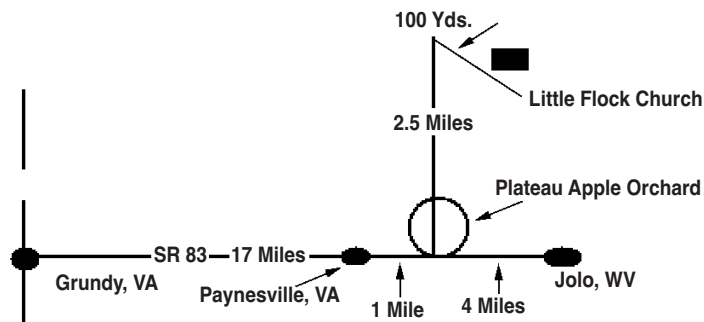 100 Yds.
Little Flock Church
2.5 Miles
Plateau Apple Orchard
SR 83 17 Miles
Grundy, VA
Paynesville, VA
Jolo, WV
1 Mile
4 Miles